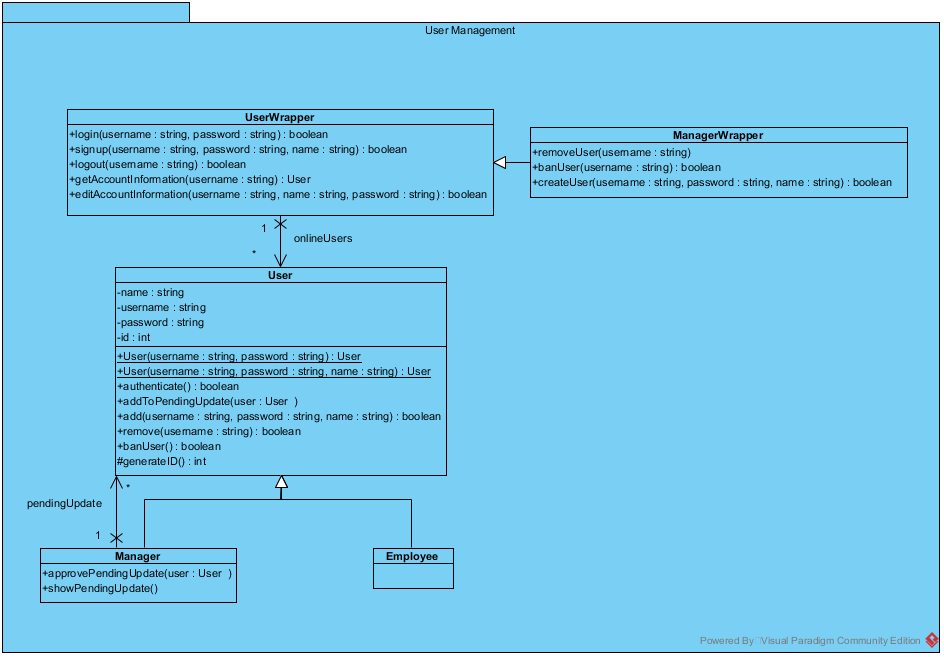 User Management
UserWrapper
+login(username : string, password : string) : boolean
+signup(username : string, password : string, name : string) : boolean
+logout(username : string) : boolean
+getAccountInformation(username : string) : User
+editAccountInformation(username : string, name : string, password : string) : boolean
ManagerWrapper
+removeUser(username : string)
+banUser(username : string) : boolean
+createUser(username : string, password : string, name : string) : boolean
1
onlineUsers
*
User
-name : string
-username : string
-password : string
-id : int
+User(username : string, password : string) : User
+User(username : string, password : string, name : string) : User
+authenticate() : boolean
+addToPendingUpdate(user : User )
+add(username : string, password : string, name : string) : boolean
+remove(username : string) : boolean
+banUser() : boolean
#generateID() : int
*
pendingUpdate
1
Manager
+approvePendingUpdate(user : User )
+showPendingUpdate()
Employee
Powered By Visual Paradigm Community Edition